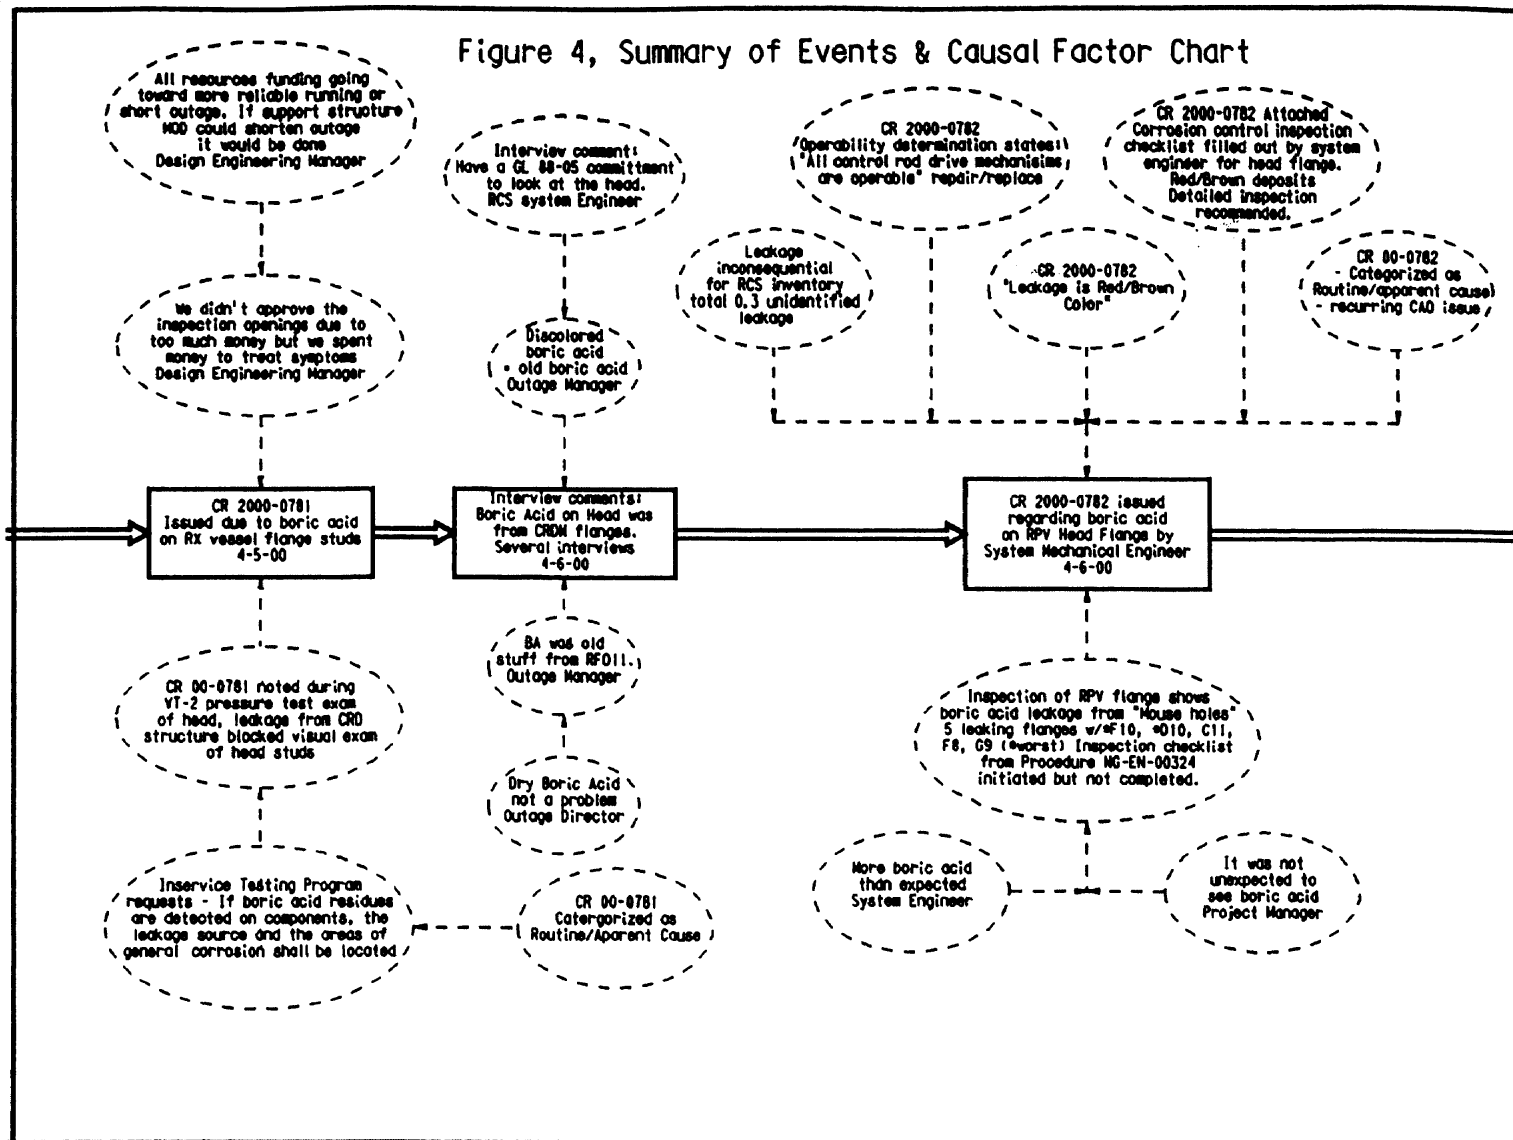 Figure 4, Summary of Events & Causal Factor Chart
All resources funding going
toward more reliable running or
short outage. If support structure
MOD could shorten outage
it would be done
Design Engineering Manager
Interview comment:
Have a GL 88-05 committment
to look at the head.
RCS system Engineer
CR 2000-0782
Operability determination states:
"All control rod drive mechanisims
are operable" repair/replace
CR 2000-0782 Attached
Corrosion control inspection
checklist filled out by system
engineer for head flange.
Red/Brown deposits
Detailed inspection
recommended.
Leakage
inconsequential
for RCS inventory
total 0.3 unidentified
leakage
CR 2000-0782
"Leakage is Red/Brown
Color"
CR 00-0782
- Categorized as
Routine/apparent cause
- recurring CAQ issue
We didn't approve the
inspection openings due to
too much money but we spent
money to treat symptoms
Design Engineering Manager
Discolored
boric acid
- old boric acid
Outage Manager
CR 2000-0781
Issued due to boric acid
on RX vessel flange studs
4-5-00
Interview comments:
Boric Acid on Head was
from CRDM flanges.
Several interviews
4-6-00
CR 2000-0782 issued
regarding boric acid
on RPV Head Flange by
System Mechanical Engineer
4-6-00
CR 00-0781 noted during
VT-2 pressure test exam
of head, leakage from CRD
structure blocked visual exam
of head studs
BA was old
stuff from RFO11.
Outage Manager
Inspection of RPV flange shows
boric acid leakage from "Mouse holes"
5 leaking flanges w/*F10, *D10, C11,
F8, G9 (*worst) Inspection checklist
from Procedure NG-EN-00324
initiated but not completed.
Dry Boric Acid
not a problem
Outage Director
Inservice Testing Program
requests - If boric acid residues
are detected on components, the
leakage source and the areas of
general corrosion shall be located
CR 00-0781
Catergorized as
Routine/Aparent Cause
More boric acid
than expected
System Engineer
It was not
unexpected to
see boric acid
Project Manager